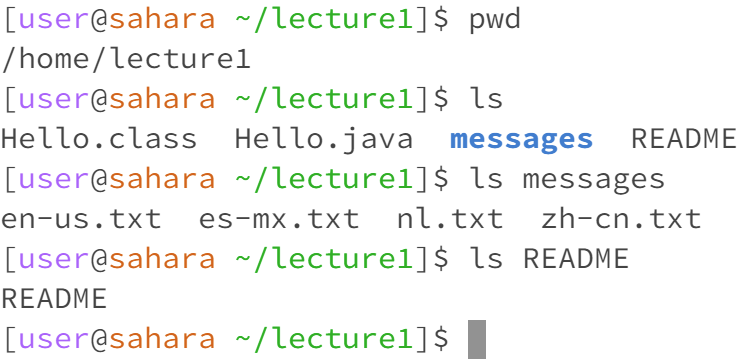 [user@sahara ~/lecture1]$ pwd
/home/lecture1
[user@sahara ~/lecture1]$ ls
Hello.class  Hello.java  messages  README
[user@sahara ~/lecture1]$ ls messages
en-us.txt  es-mx.txt  nl.txt  zh-cn.txt
[user@sahara ~/lecture1]$ ls README
README
[user@sahara ~/lecture1]$